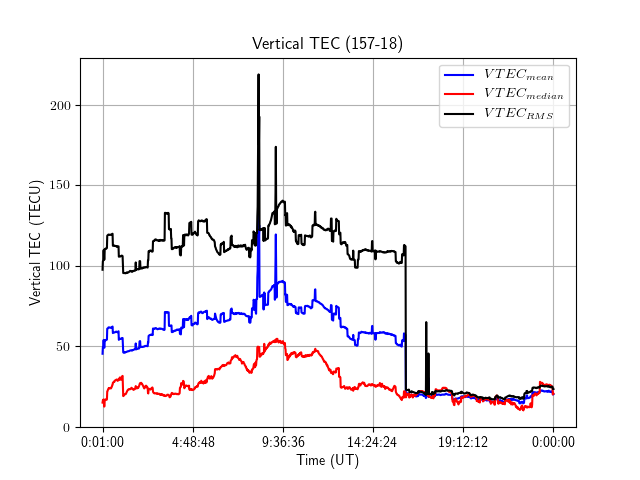 Vertical TEC (157-18)
VTEC_mean
VTEC_median
VTEC_RMS
Vertical TEC (TECU)
200
150
100
50
0
0:01:00 4:48:48 9:36:36 14:24:24 19:12:12 0:00:00
Time (UT)